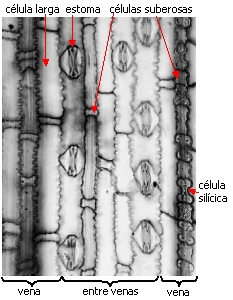 célula larga estoma células suberosas
célula
silícica
vena entre venas vena